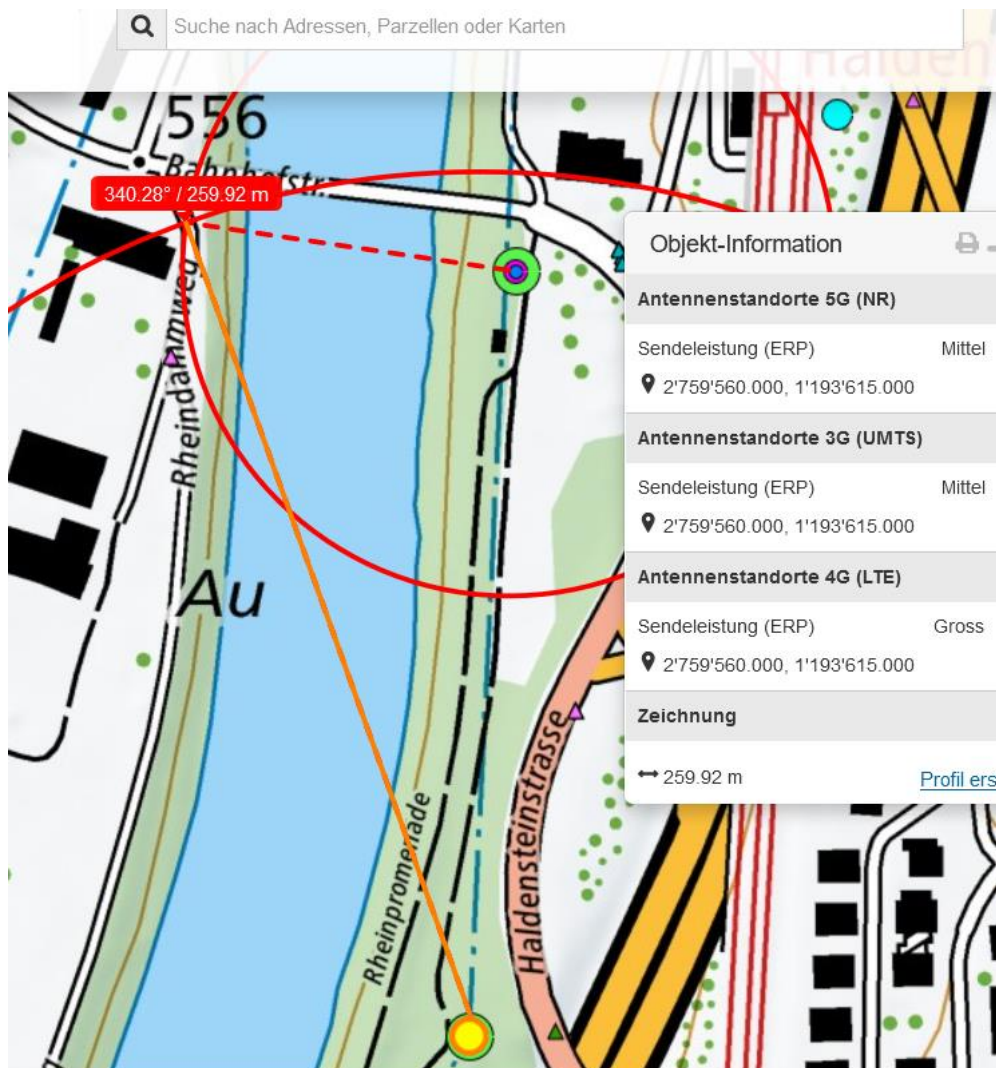 Suche nach Adressen, Parzellen oder Karten
Halden
556
Bahnhofstr.
340.28° / 259.92 m
Rheindammweg
Au
Rheinpromenade
Haldensteinstrasse
Objekt-Information
Antennenstandorte 5G (NR)
Sendeleistung (ERP) Mittel
2'759'560.000, 1'193'615.000
Antennenstandorte 3G (UMTS)
Sendeleistung (ERP) Mittel
2'759'560.000, 1'193'615.000
Antennenstandorte 4G (LTE)
Sendeleistung (ERP) Gross
2'759'560.000, 1'193'615.000
Zeichnung
259.92 m Profil ers